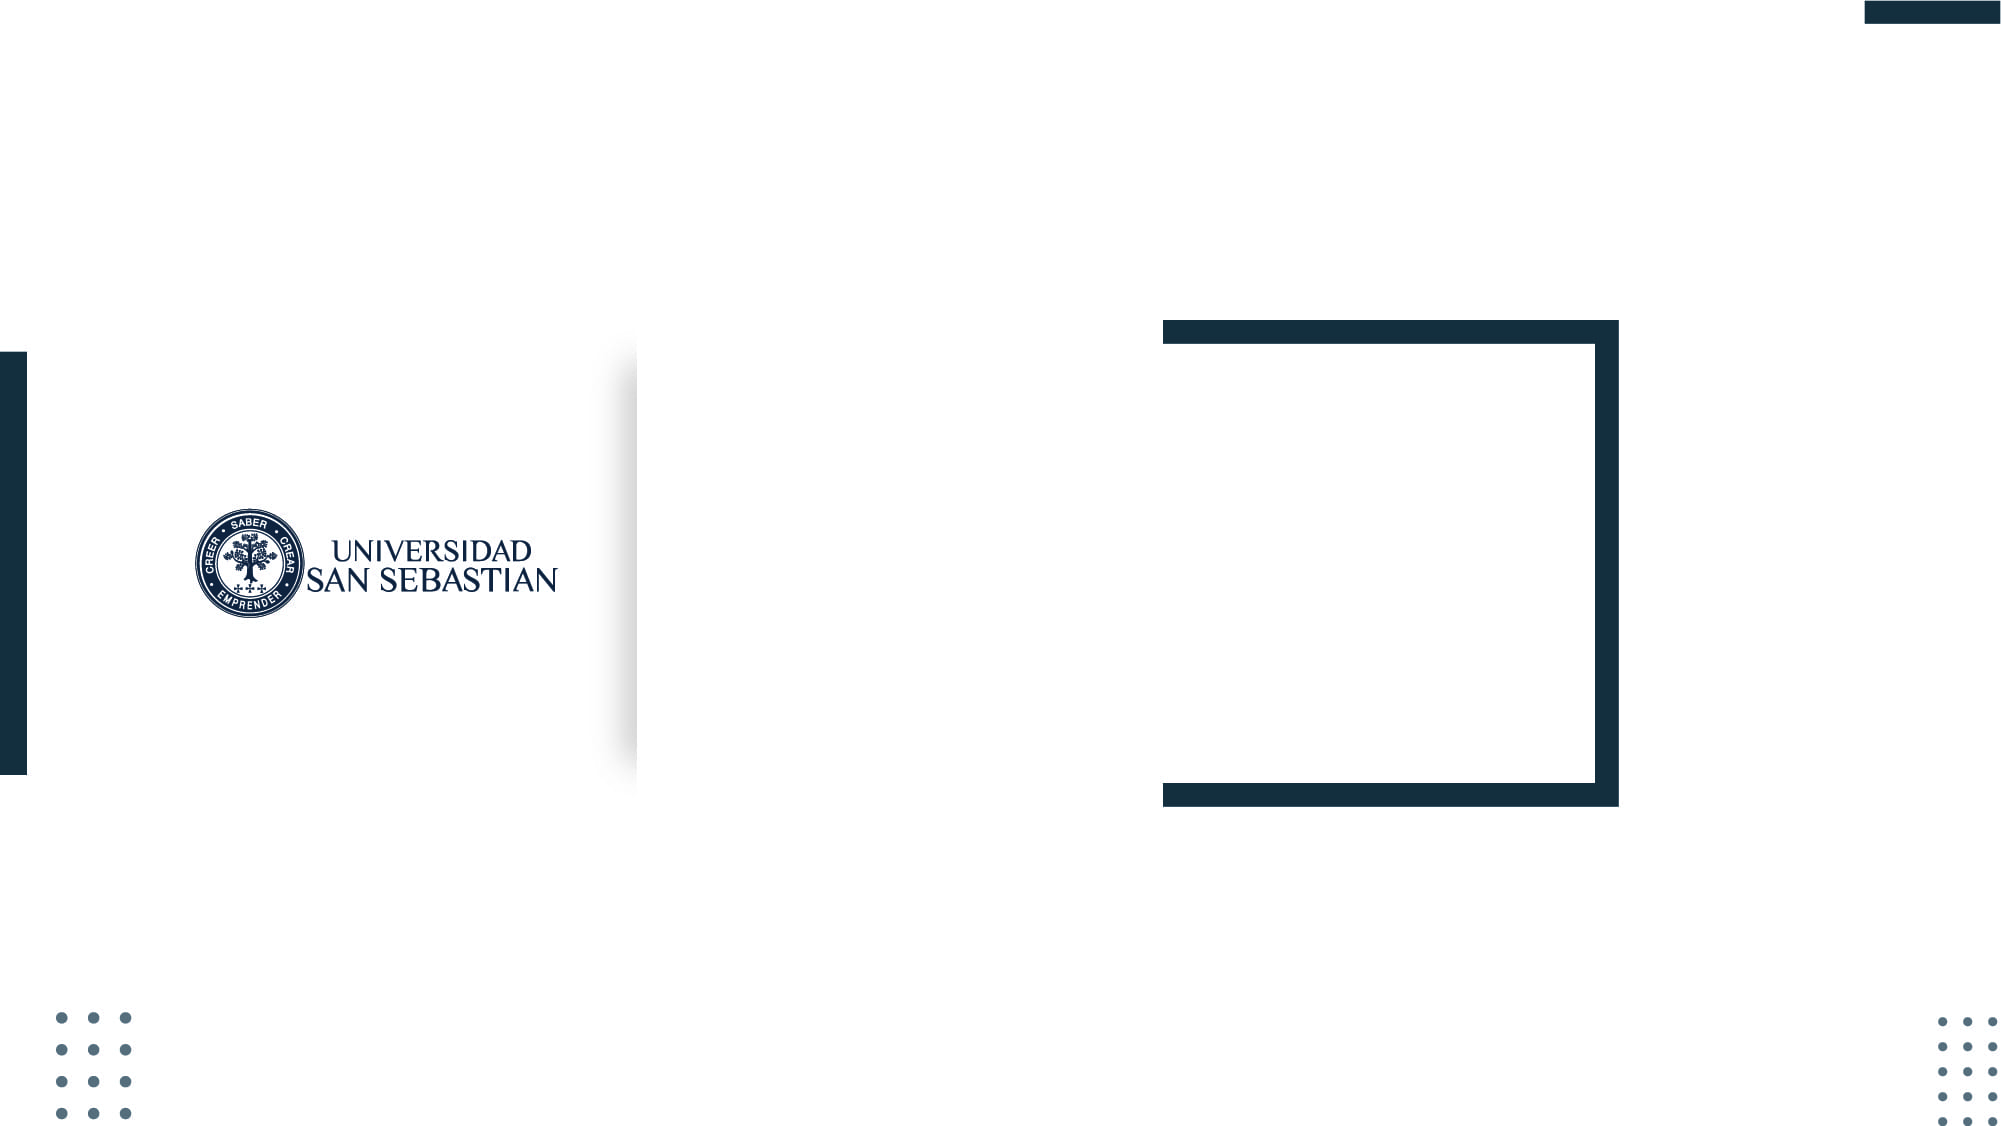 SABER
CREER
CREAR
EMPRENDER
UNIVERSIDAD
SAN SEBASTIAN